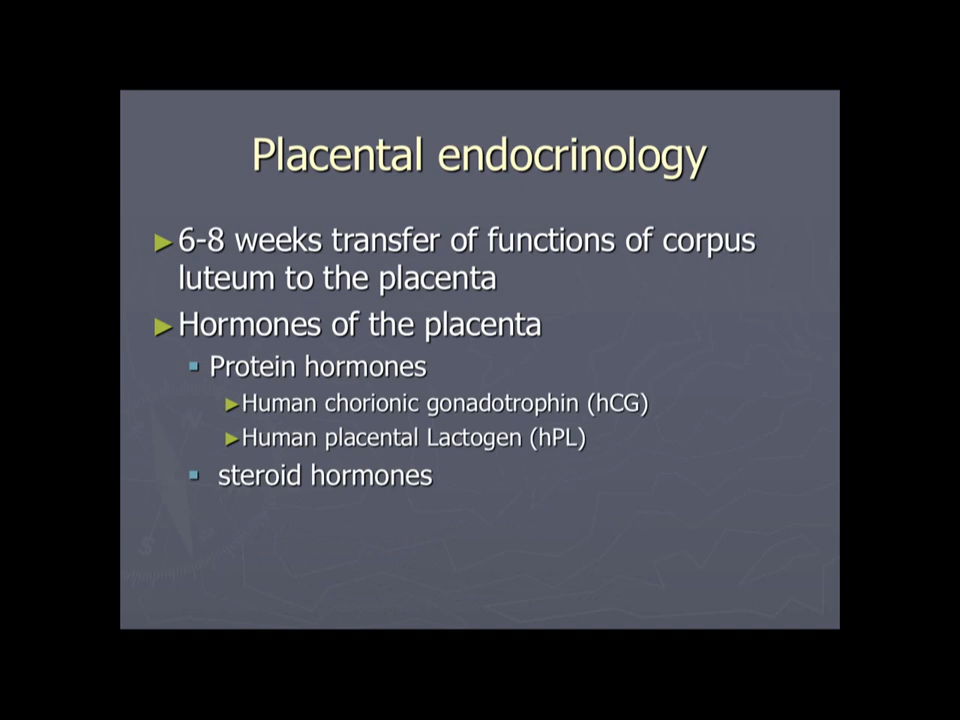 Placental endocrinology
6-8 weeks transfer of functions of corpus
luteum to the placenta
Hormones of the placenta
Protein hormones
Human chorionic gonadotrophin (hCG)
Human placental Lactogen (hPL)
steroid hormones